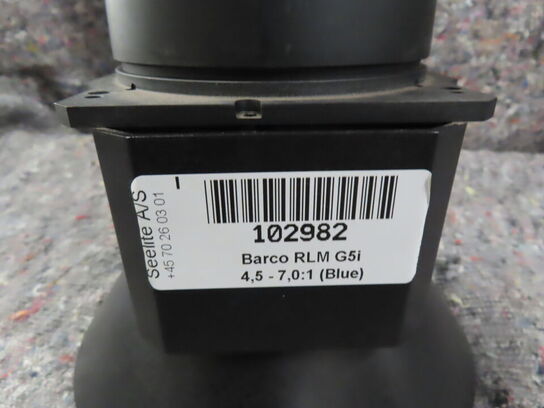 Seelite A/S
+45 70 26 03 01
102982
Barco RLM G5i
4,5 - 7,0:1 (Blue)